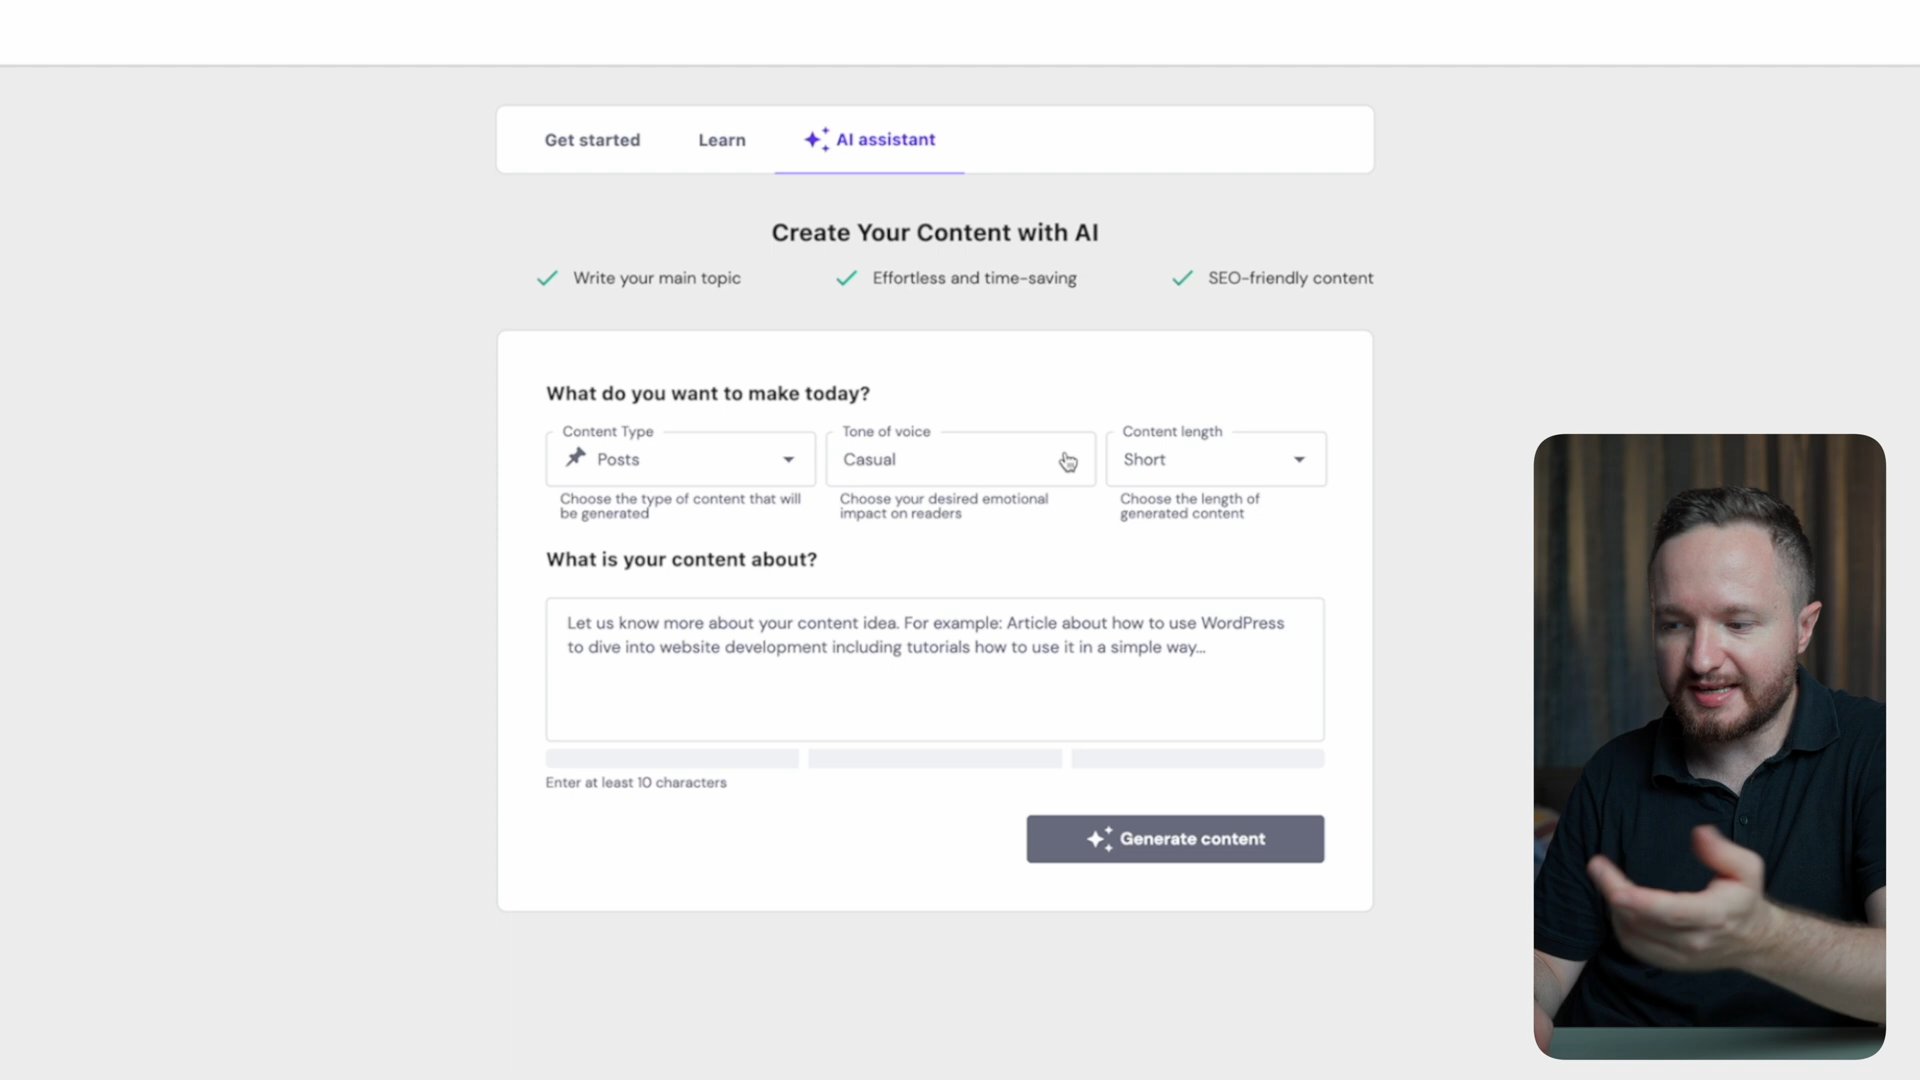 Get started
Learn
AI assistant
Create Your Content with AI
Write your main topic
Effortless and time-saving
SEO-friendly content
What do you want to make today?
Content Type
Posts
Choose the type of content that will
be generated
Tone of voice
Casual
Choose your desired emotional
impact on readers
Content length
Short
Choose the length of
generated content
What is your content about?
Let us know more about your content idea. For example: Article about how to use WordPress
to dive into website development including tutorials how to use it in a simple way...
Enter at least 10 characters
Generate content